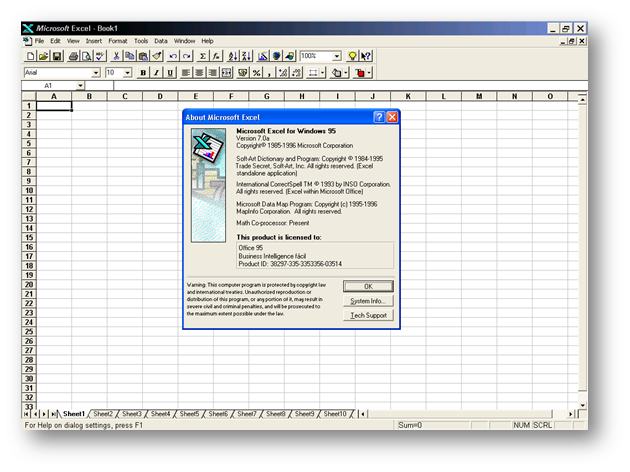 Microsoft Excel - Book1
File Edit View Insert Format Tools Data Window Help
100%
Arial 10 B I U
A1
A B C D E F G H I J K L M N O
1
2
3
4
5
6
7
8
9
10
11
12
13
14
15
16
17
18
19
20
21
22
23
24
25
26
27
28
29
30
31
32
33
About Microsoft Excel
Microsoft Excel for Windows 95
Version 7.0a
Copyright© 1985-1996 Microsoft Corporation
Soft-Art Dictionary and Program: Copyright © 1984-1995
Trade Secret, Soft-Art, Inc. All rights reserved. (Excel
standalone application)
International CorrectSpell TM © 1993 by INSO Corporation.
All rights reserved. (Excel within Microsoft Office)
Microsoft Data Map Program: Copyright (c) 1995-1996
MapInfo Corporation. All rights reserved.
Math Co-processor: Present
This product is licensed to:
Office 95
Business Intelligence fácil
Product ID: 38297-335-3353356-03514
Warning: This computer program is protected by copyright law
and international treaties. Unauthorized reproduction or
distribution of this program, or any portion of it, may result in
severe civil and criminal penalties, and will be prosecuted to
the maximum extent possible under the law.
OK
System Info...
Tech Support
Sheet1 Sheet2 Sheet3 Sheet4 Sheet5 Sheet6 Sheet7 Sheet8 Sheet9 Sheet10
For Help on dialog settings, press F1 Sum=0 NUM SCRL